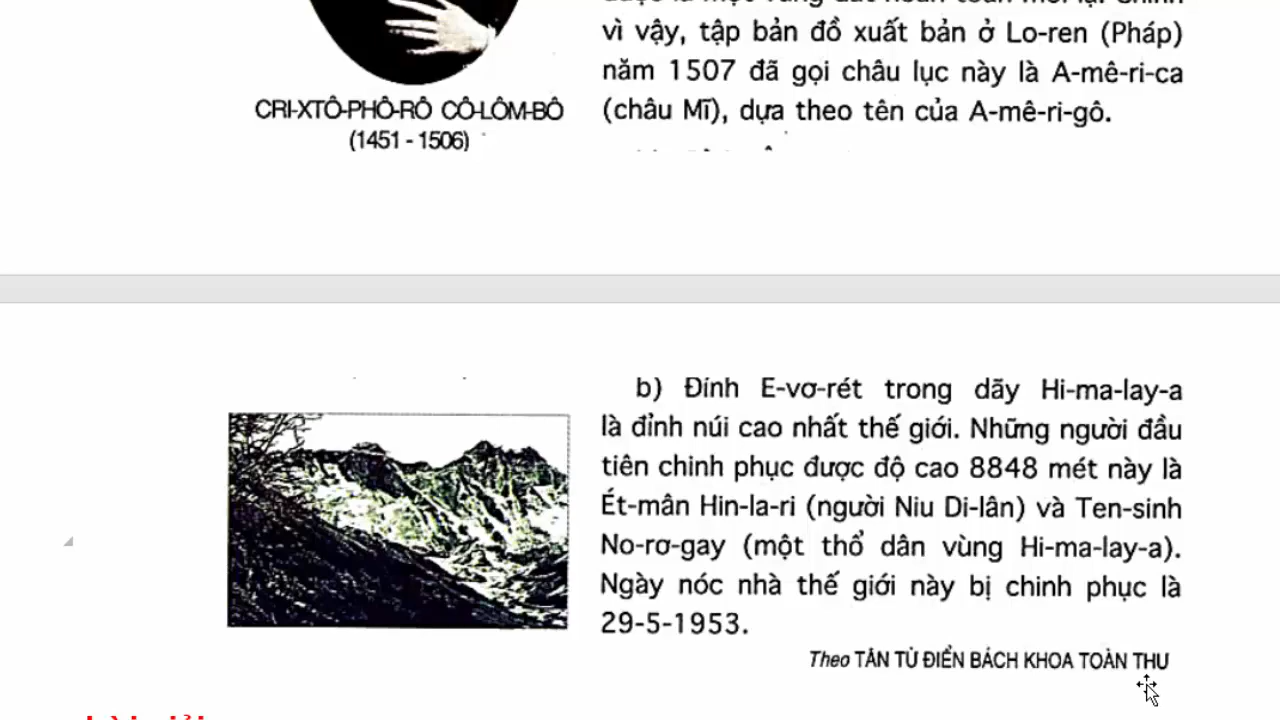 vì vậy, tập bản đồ xuất bản ở Lo-ren (Pháp)
năm 1507 đã gọi châu lục này là A-mê-ri-ca
(châu Mĩ), dựa theo tên của A-mê-ri-gô.
CRI-XTÔ-PHÔ-RÔ CÔ-LÔM-BÔ
(1451 - 1506)
b) Đính E-vơ-rét trong dãy Hi-ma-lay-a
là đỉnh núi cao nhất thế giới. Những người đầu
tiên chinh phục được độ cao 8848 mét này là
Ét-mân Hin-la-ri (người Niu Di-lân) và Ten-sinh
No-rơ-gay (một thổ dân vùng Hi-ma-lay-a).
Ngày nóc nhà thế giới này bị chinh phục là
29-5-1953.
Theo TÂN TỪ ĐIỂN BÁCH KHOA TOÀN THƯ